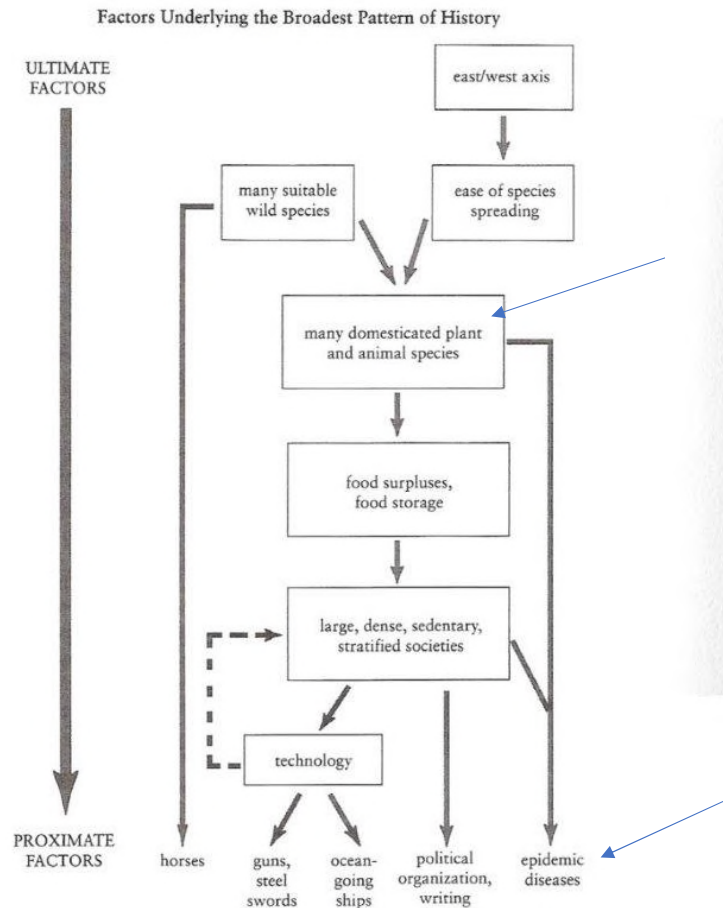 Factors Underlying the Broadest Pattern of History
ULTIMATE
FACTORS
east/west axis
many suitable
wild species
ease of species
spreading
many domesticated plant
and animal species
food surpluses,
food storage
large, dense, sedentary,
stratified societies
technology
PROXIMATE
FACTORS
horses
guns,
steel
swords
ocean-
going
ships
political
organization,
writing
epidemic
diseases